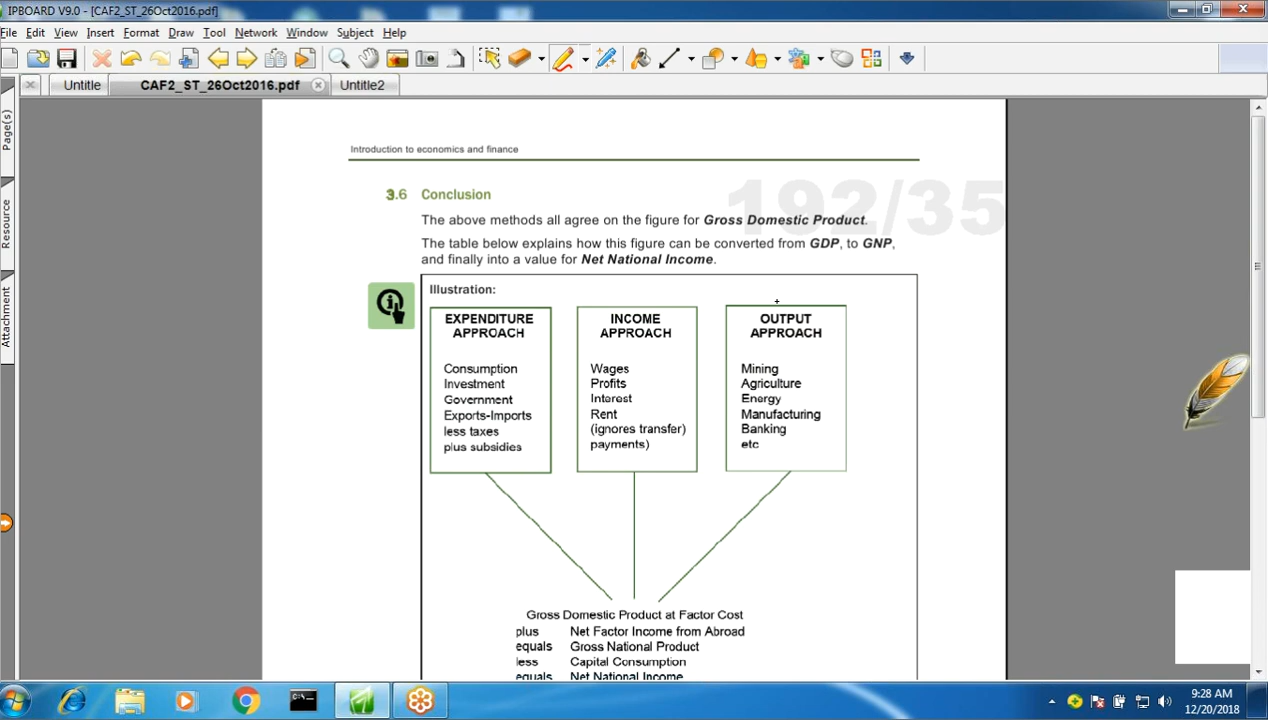 IPBOARD V9.0 - [CAF2_ST_26Oct2016.pdf]
File Edit View Insert Format Draw Tool Network Window Subject Help
Untitle CAF2_ST_26Oct2016.pdf Untitle2
Page(s)
Resource
Attachment
Introduction to economics and finance
192/35
3.6 Conclusion
The above methods all agree on the figure for Gross Domestic Product.
The table below explains how this figure can be converted from GDP, to GNP,
and finally into a value for Net National Income.
Illustration:
EXPENDITURE
APPROACH
Consumption
Investment
Government
Exports-Imports
less taxes
plus subsidies
INCOME
APPROACH
Wages
Profits
Interest
Rent
(ignores transfer)
payments)
OUTPUT
APPROACH
Mining
Agriculture
Energy
Manufacturing
Banking
etc
Gross Domestic Product at Factor Cost
plus Net Factor Income from Abroad
equals Gross National Product
less Capital Consumption
equals Net National Income
9:28 AM
12/20/2018